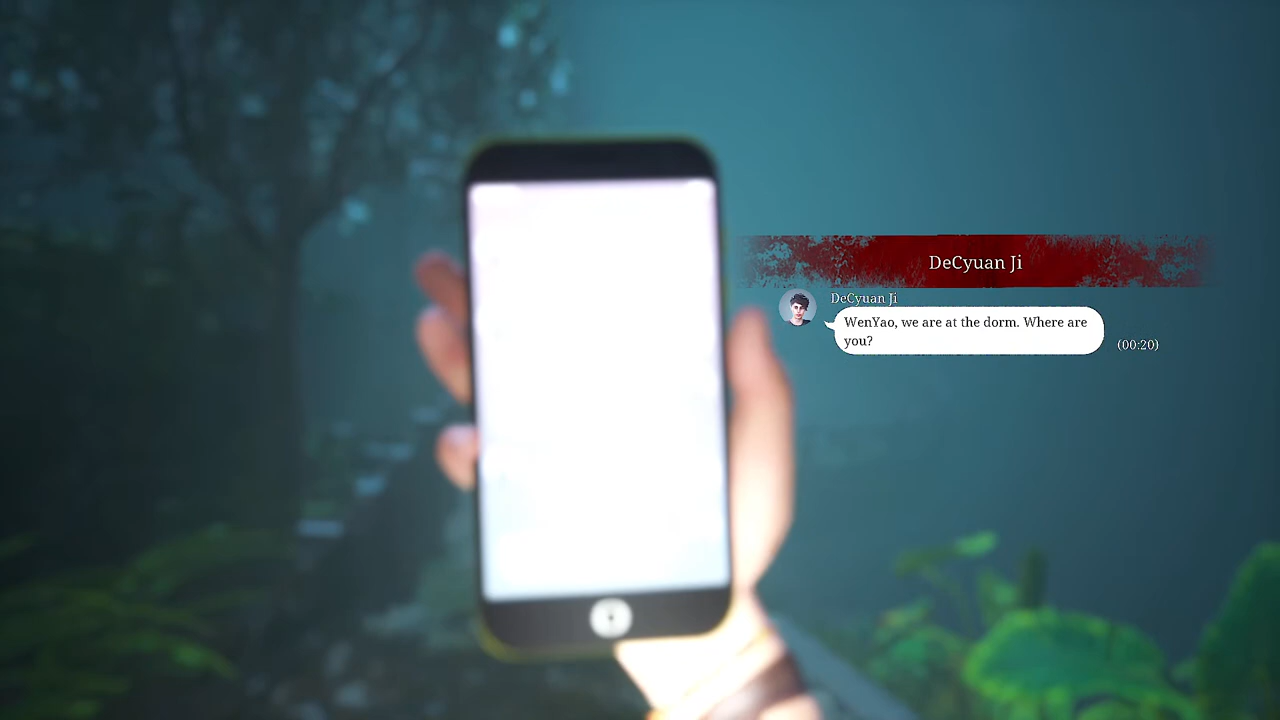 DeCyuan Ji
DeCyuan Ji
WenYao, we are at the dorm. Where are
you?
(00:20)